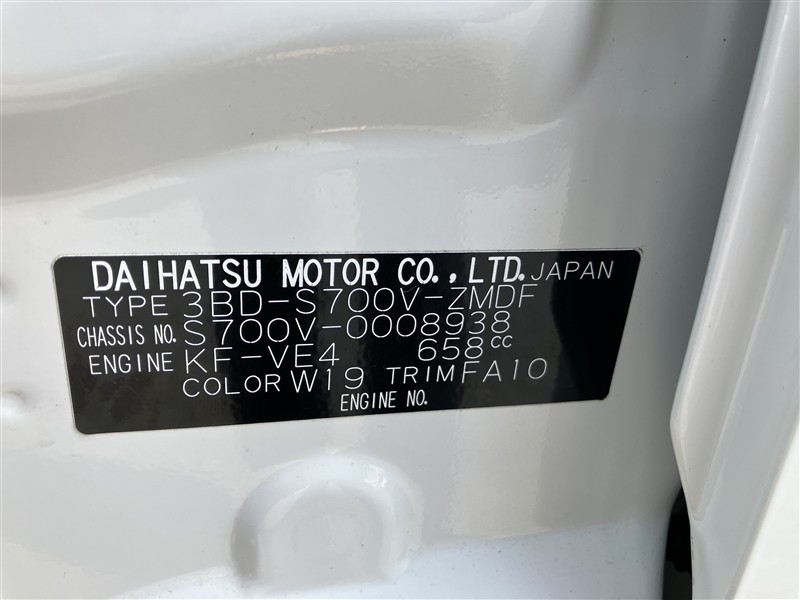 DAIHATSU MOTOR CO.,LTD. JAPAN
TYPE 3BD-S700V-ZMDF
CHASSIS NO. S700V-0008938
ENGINE KF-VE4 658cc
COLOR W19 TRIM FA10
ENGINE NO.